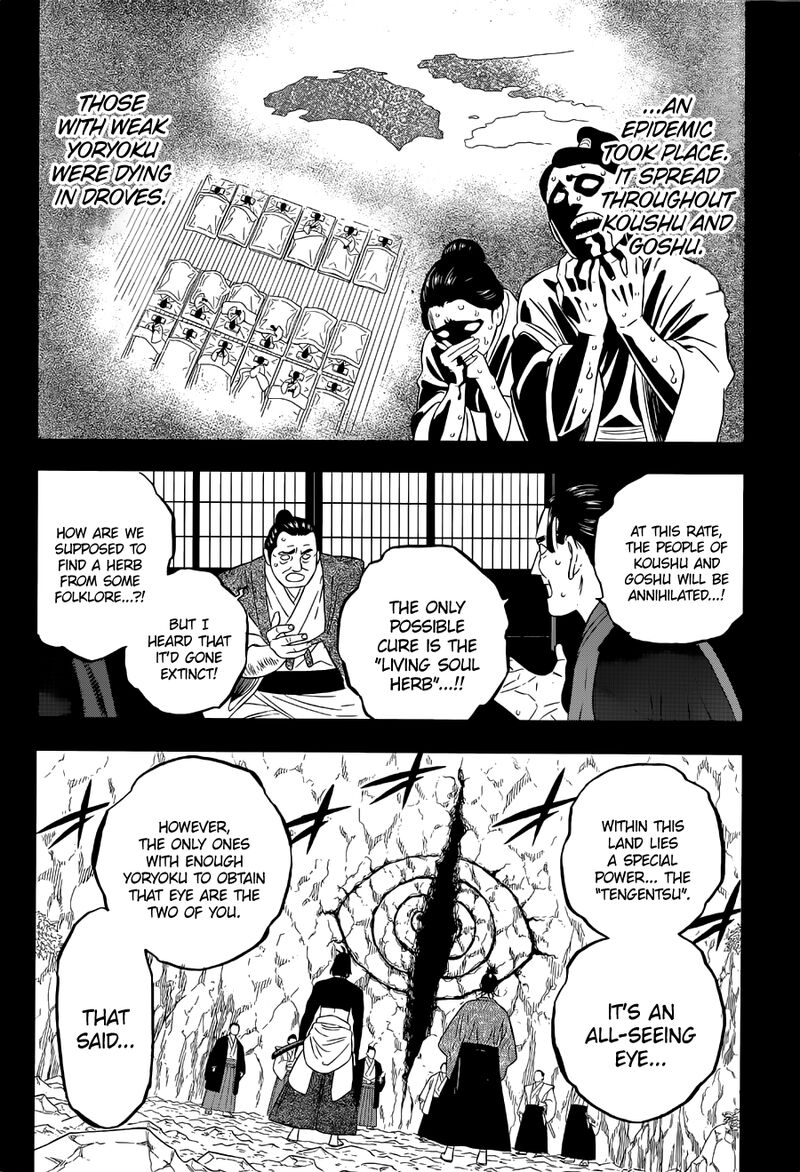 ...AN
EPIDEMIC
TOOK PLACE.
IT SPREAD
THROUGHOUT
KOUSHU AND
GOSHU.
THOSE
WITH WEAK
YORYOKU
WERE DYING
IN DROVES.
AT THIS RATE,
THE PEOPLE OF
KOUSHU AND
GOSHU WILL BE
ANNIHILATED...!
THE ONLY
POSSIBLE
CURE IS THE
"LIVING SOUL
HERB"...!!
HOW ARE WE
SUPPOSED TO
FIND A HERB
FROM SOME
FOLKLORE...?!
BUT I
HEARD THAT
IT'D GONE
EXTINCT!
WITHIN THIS
LAND LIES
A SPECIAL
POWER... THE
"TENGENTSU".
IT'S AN
ALL-SEEING
EYE...
HOWEVER,
THE ONLY ONES
WITH ENOUGH
YORYOKU TO OBTAIN
THAT EYE ARE THE
TWO OF YOU.
THAT
SAID...